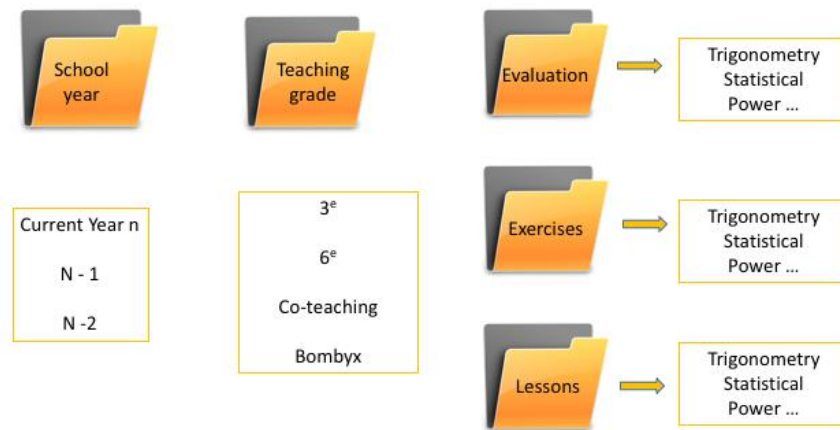 School
year
Teaching
grade
Evaluation
Trigonometry
Statistical
Power ...
Current Year n
N - 1
N -2
3ᵉ
6ᵉ
Co-teaching
Bombyx
Exercises
Trigonometry
Statistical
Power ...
Lessons
Trigonometry
Statistical
Power ...